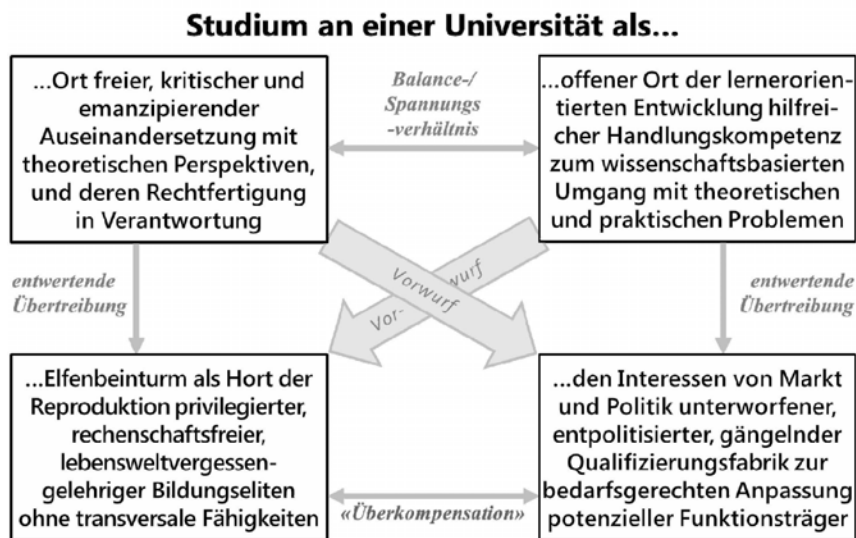 Studium an einer Universität als...
...Ort freier, kritischer und
emanzipierender
Auseinandersetzung mit
theoretischen Perspektiven,
und deren Rechtfertigung
in Verantwortung
Balance-/
Spannungs
-verhältnis
...offener Ort der lernerorien-
tierten Entwicklung hilfrei-
cher Handlungskompetenz
zum wissenschaftsbasierten
Umgang mit theoretischen
und praktischen Problemen
entwertende
Übertreibung
Vorwurf
Vor-
wurf
entwertende
Übertreibung
...Elfenbeinturm als Hort der
Reproduktion privilegierter,
rechenschaftsfreier,
lebensweltvergessen-
gelehriger Bildungseliten
ohne transversale Fähigkeiten
«Überkompensation»
...den Interessen von Markt
und Politik unterworfener,
entpolitisierter, gängelnder
Qualifizierungsfabrik zur
bedarfsgerechten Anpassung
potenzieller Funktionsträger